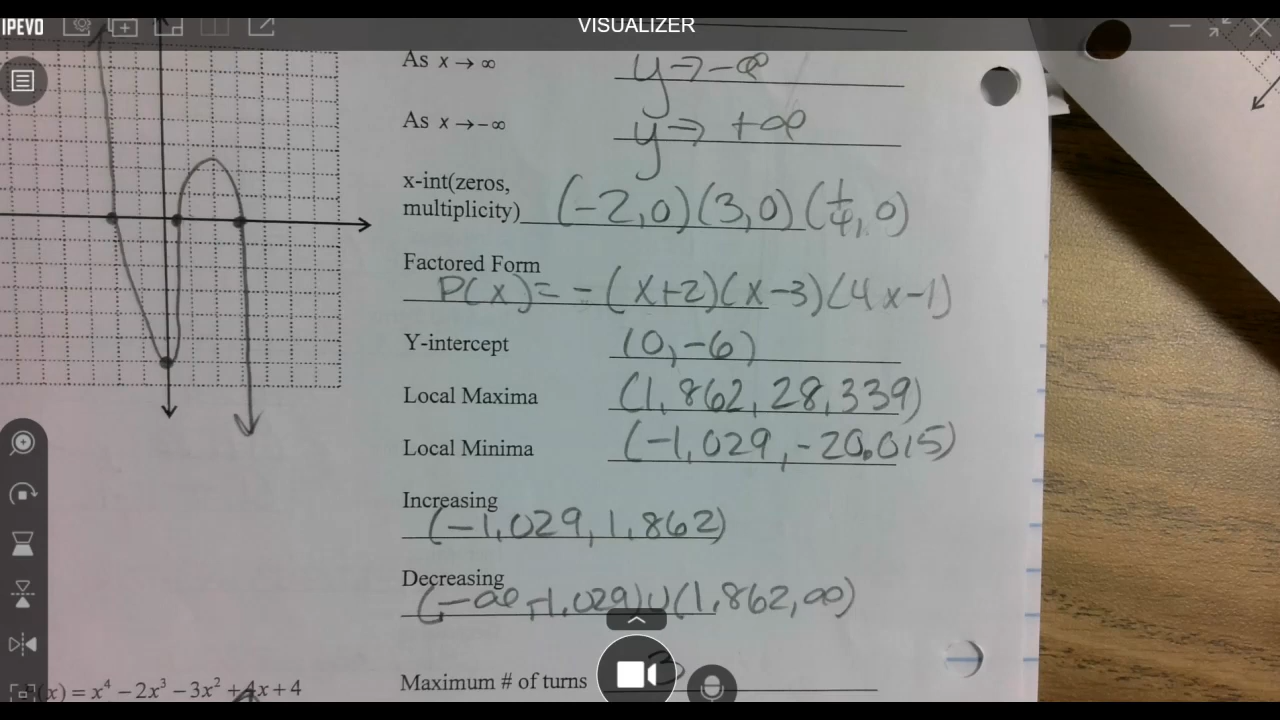 IPEVO VISUALIZER
As x → ∞ y → -∞
As x → -∞ y → +∞
x-int(zeros,
multiplicity) (-2,0)(3,0)(1/4,0)
Factored Form
P(x) = -(x+2)(x-3)(4x-1)
Y-intercept (0,-6)
Local Maxima (1.862, 28.339)
Local Minima (-1.029, -20.015)
Increasing
(-1.029, 1.862)
Decreasing
(-∞, -1.029)∪(1.862, ∞)
(x) = x⁴ - 2x³ - 3x² + 4x + 4
Maximum # of turns 3